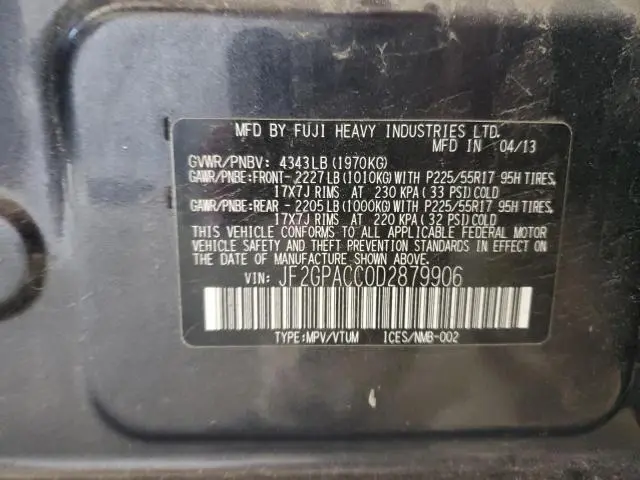 MFD BY FUJI HEAVY INDUSTRIES LTD.
MFD IN 04/13
GVWR/PNBV: 4343LB (1970KG)
GAWR/PNBE:FRONT-2227LB (1010KG) WITH P225/55R17 95H TIRES,
17X7J RIMS AT 230 KPA (33 PSI) COLD
GAWR/PNBE:REAR -2205LB (1000KG) WITH P225/55R17 95H TIRES,
17X7J RIMS AT 220 KPA (32 PSI) COLD
THIS VEHICLE CONFORMS TO ALL APPLICABLE FEDERAL MOTOR
VEHICLE SAFETY AND THEFT PREVENTION STANDARDS IN EFFECT ON
THE DATE OF MANUFACTURE SHOWN ABOVE.
VIN: JF2GPACC0D2879906
TYPE:MPV/VTUM ICES/NMB-002